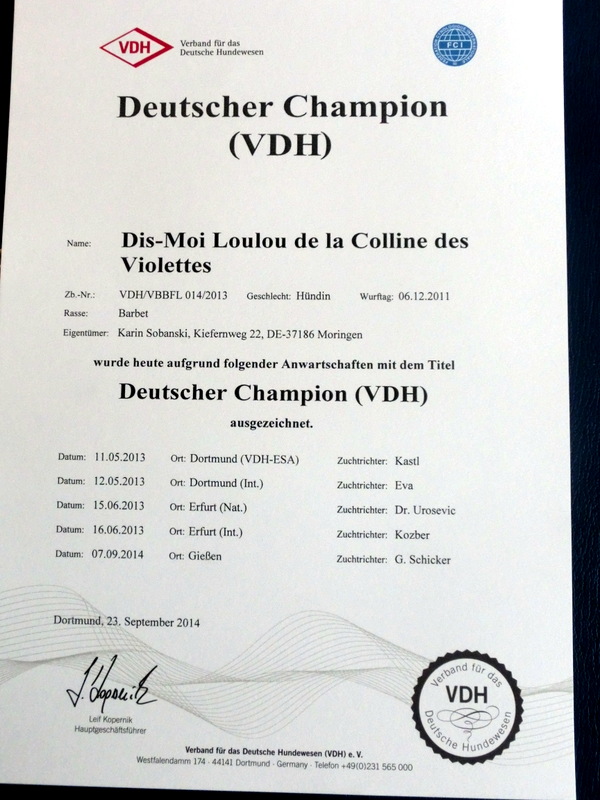 VDH
Verband für das
Deutsche Hundewesen
FCI
Deutscher Champion
(VDH)
Name: Dis-Moi Loulou de la Colline des
Violettes
Zb.-Nr.: VDH/VBBFL 014/2013 Geschlecht: Hündin Wurftag: 06.12.2011
Rasse: Barbet
Eigentümer: Karin Sobanski, Kiefernweg 22, DE-37186 Moringen
wurde heute aufgrund folgender Anwartschaften mit dem Titel
Deutscher Champion (VDH)
ausgezeichnet.
Datum: 11.05.2013 Ort: Dortmund (VDH-ESA) Zuchtrichter: Kastl
Datum: 12.05.2013 Ort: Dortmund (Int.) Zuchtrichter: Eva
Datum: 15.06.2013 Ort: Erfurt (Nat.) Zuchtrichter: Dr. Urosevic
Datum: 16.06.2013 Ort: Erfurt (Int.) Zuchtrichter: Kozber
Datum: 07.09.2014 Ort: Gießen Zuchtrichter: G. Schicker
Dortmund, 23. September 2014
Leif Kopernik
Hauptgeschäftsführer
Verband für das
VDH
Deutsche Hundewesen
Verband für das Deutsche Hundewesen (VDH) e. V.
Westfalendamm 174 · 44141 Dortmund · Germany · Telefon +49(0)231 565 000